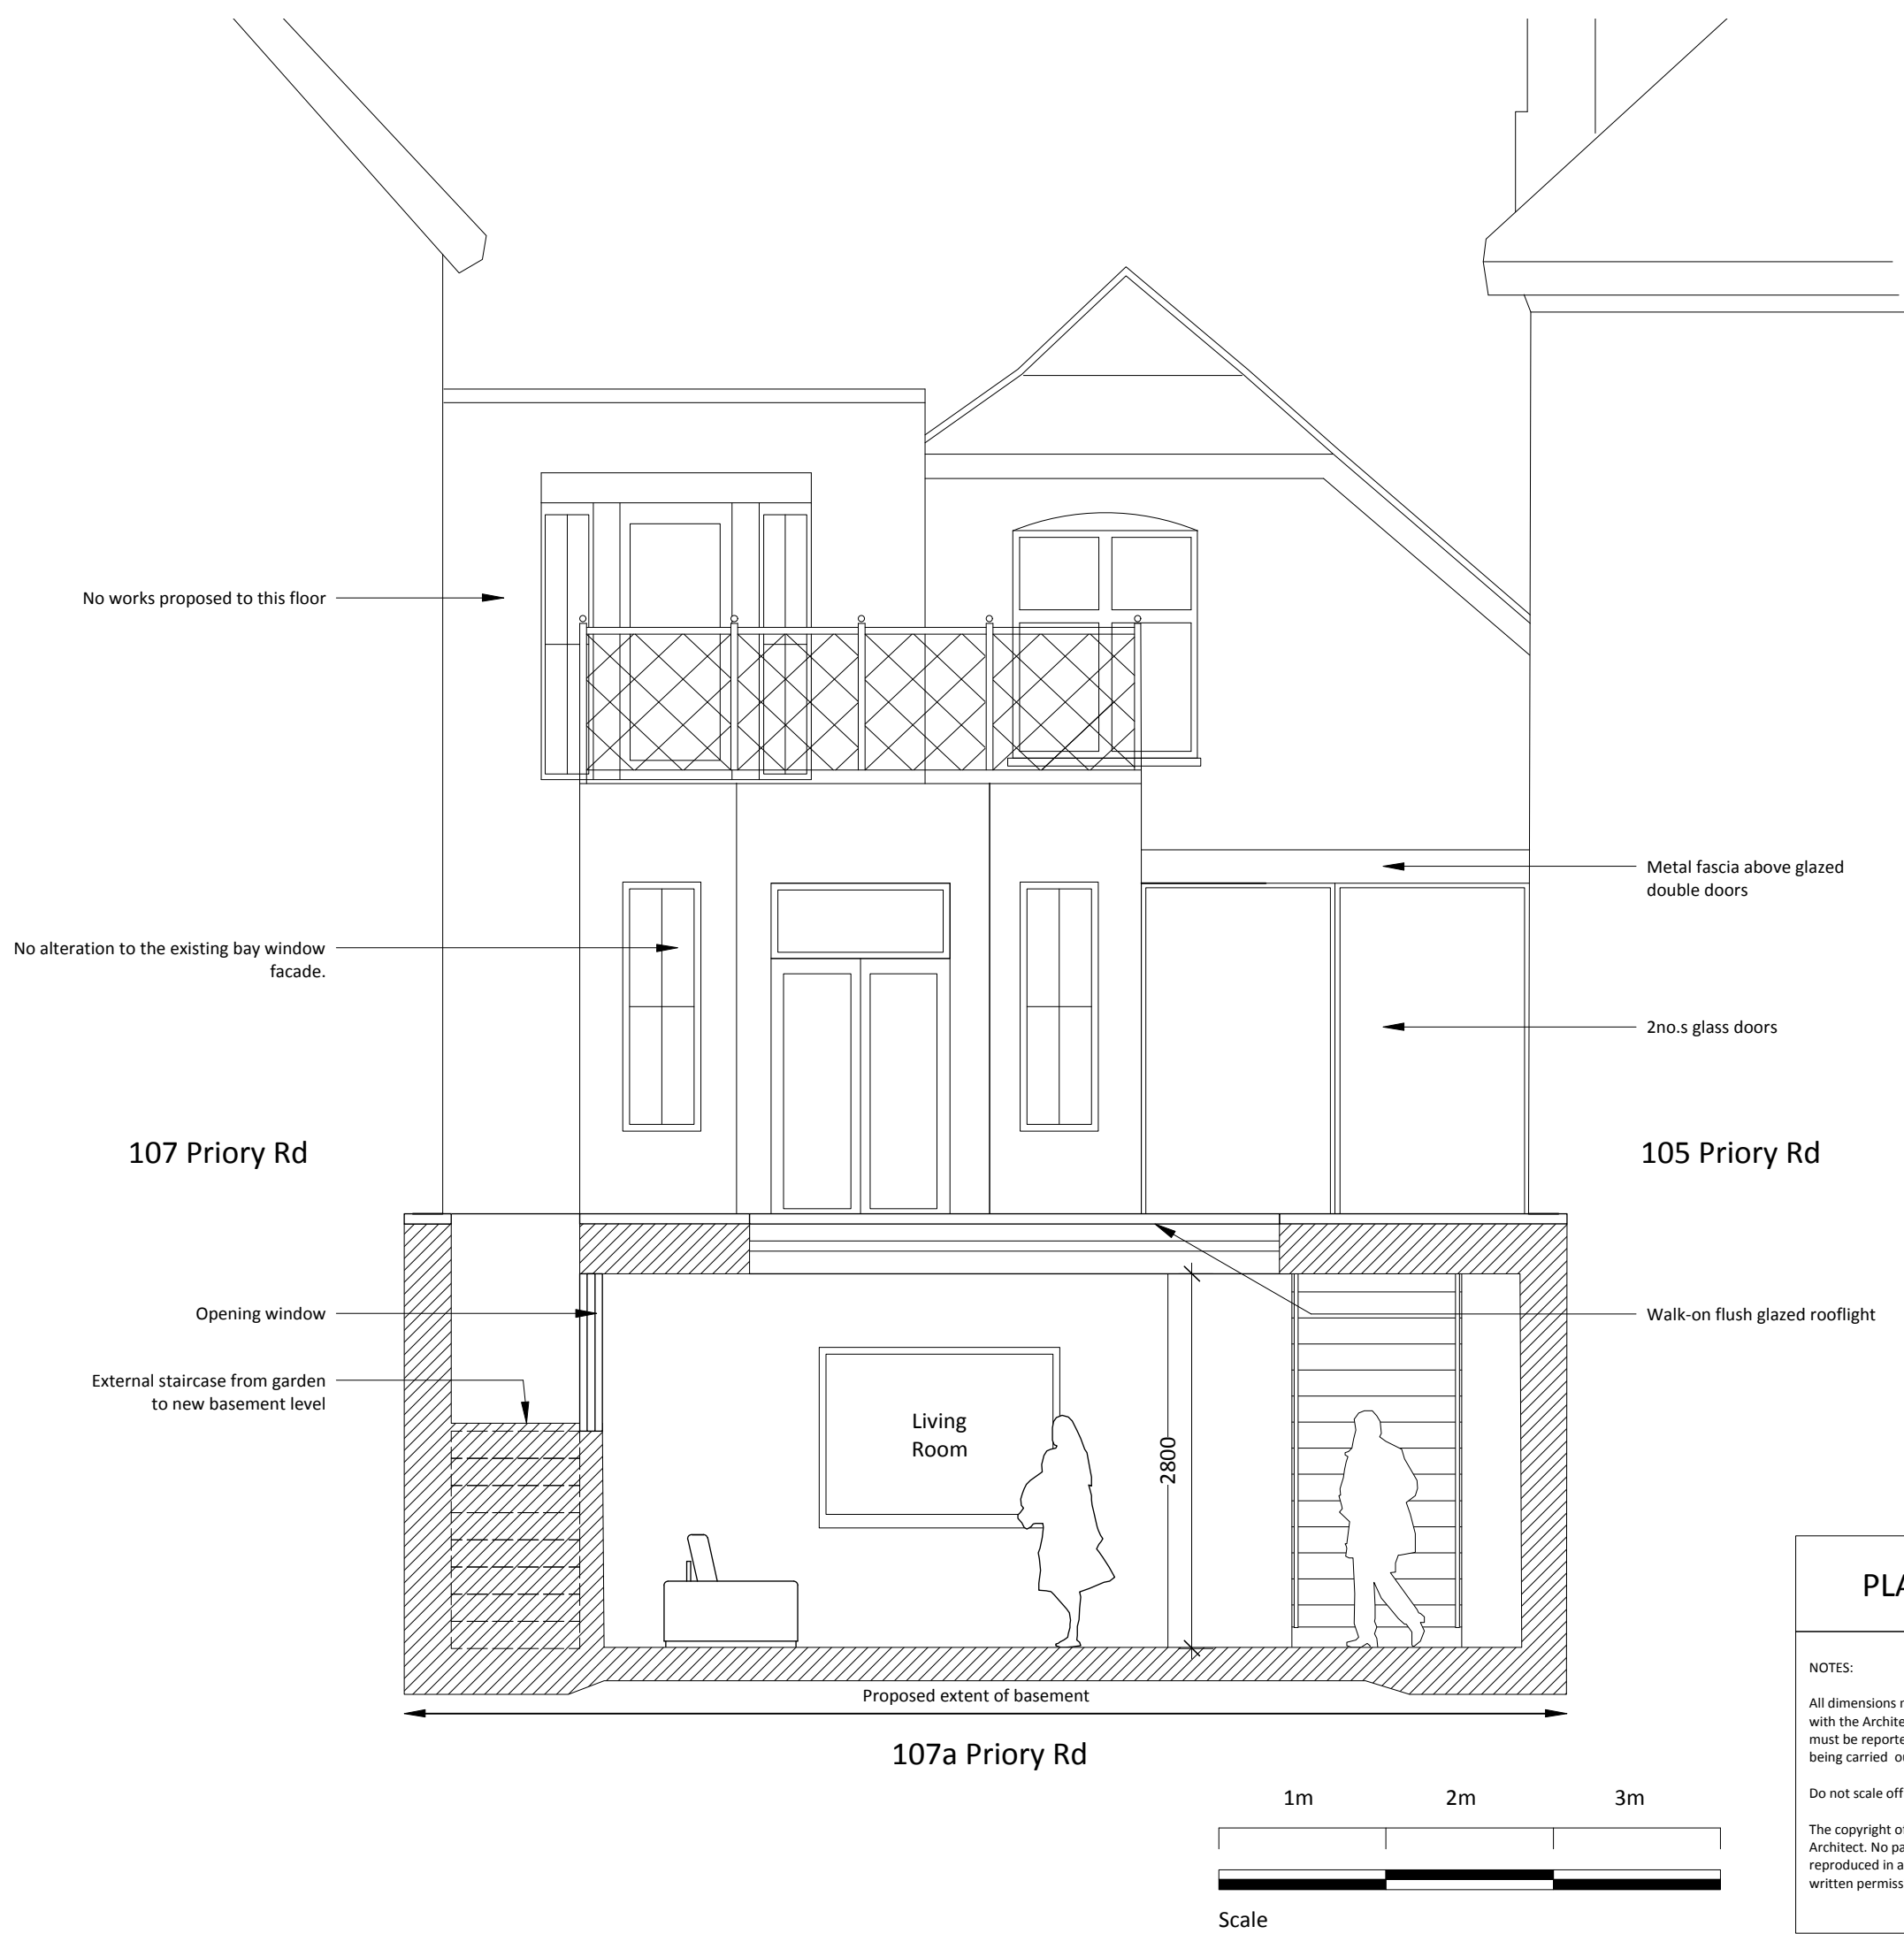 No works proposed to this floor
Metal fascia above glazed
double doors
No alteration to the existing bay window
facade.
2no.s glass doors
107 Priory Rd
105 Priory Rd
Opening window
Walk-on flush glazed rooflight
External staircase from garden
to new basement level
Living
Room
2800
Proposed extent of basement
107a Priory Rd
1m 2m 3m
Scale
PLA
NOTES:
All dimensions
with the Archite
must be reporte
being carried
Do not scale off
The copyright
Architect. No pa
reproduced in a
written permiss